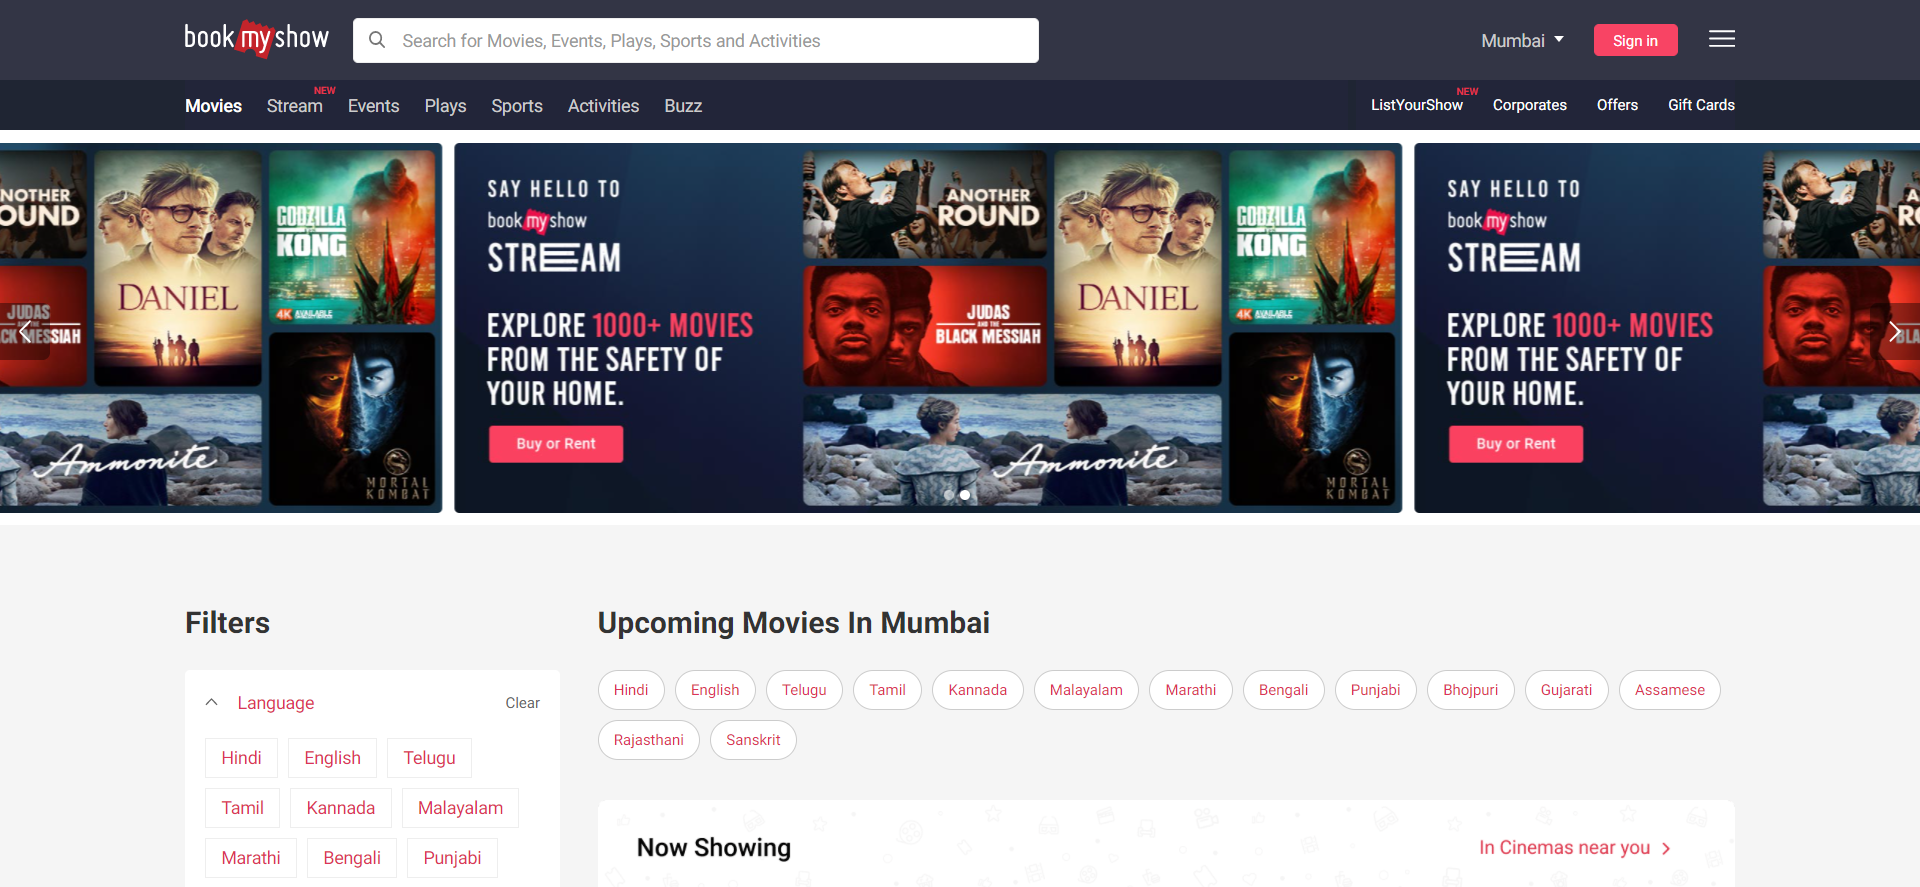 book my show
Search for Movies, Events, Plays, Sports and Activities
Mumbai
Sign in
Movies
Stream NEW
Events
Plays
Sports
Activities
Buzz
ListYourShow NEW
Corporates
Offers
Gift Cards
NOTHER
OUND
DANIEL
GODZILLA
KONG
4K AVAILABLE
JUDAS
AND THE
CK MESSIAH
Ammonite
MORTAL
KOMBAT
SAY HELLO TO
book my show
STREAM
EXPLORE 1000+ MOVIES
FROM THE SAFETY OF
YOUR HOME.
Buy or Rent
ANOTHER
ROUND
JUDAS
AND THE
BLACK MESSIAH
DANIEL
GODZILLA
KONG
4K AVAILABLE
Ammonite
MORTAL
KOMBAT
SAY HELLO TO
book my show
STREAM
EXPLORE 1000+ MOVIES
FROM THE SAFETY OF
YOUR HOME.
Buy or Rent
A
RO
BLA
Filters
Language
Clear
Hindi English Telugu
Tamil Kannada Malayalam
Marathi Bengali Punjabi
Upcoming Movies In Mumbai
Hindi English Telugu Tamil Kannada Malayalam Marathi Bengali Punjabi Bhojpuri Gujarati Assamese
Rajasthani Sanskrit
Now Showing
In Cinemas near you